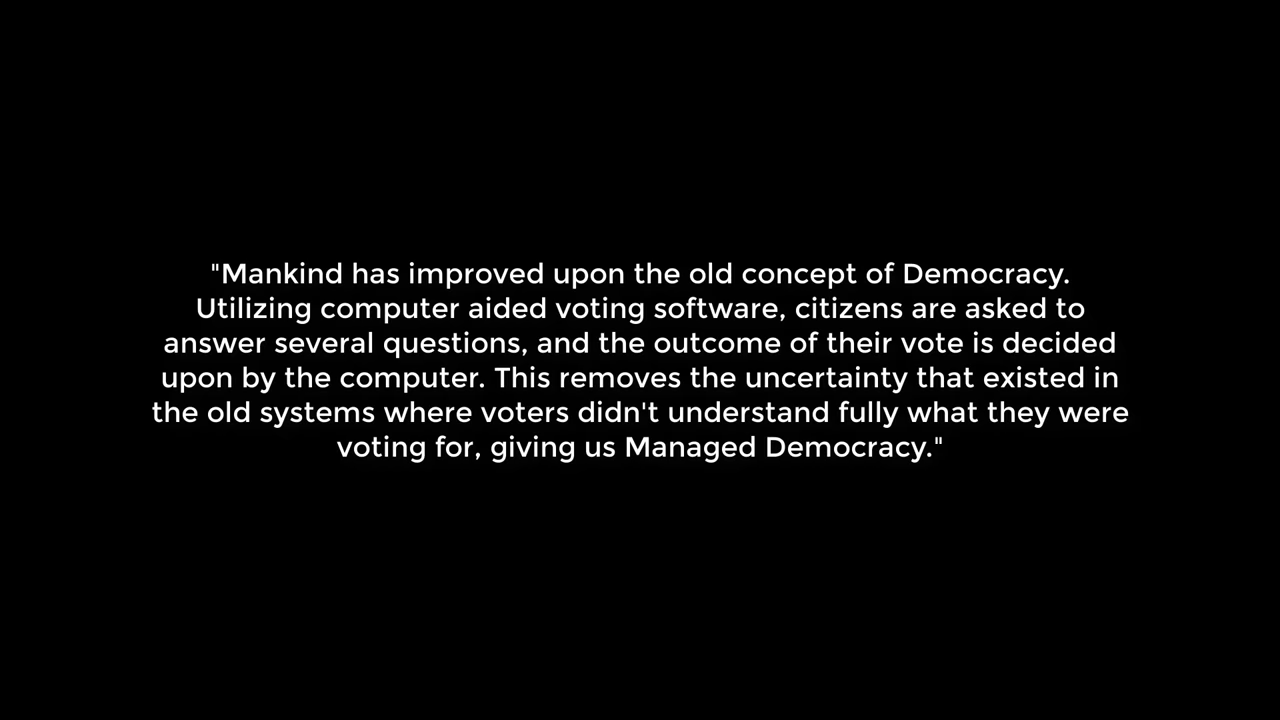 "Mankind has improved upon the old concept of Democracy.
Utilizing computer aided voting software, citizens are asked to
answer several questions, and the outcome of their vote is decided
upon by the computer. This removes the uncertainty that existed in
the old systems where voters didn't understand fully what they were
voting for, giving us Managed Democracy."